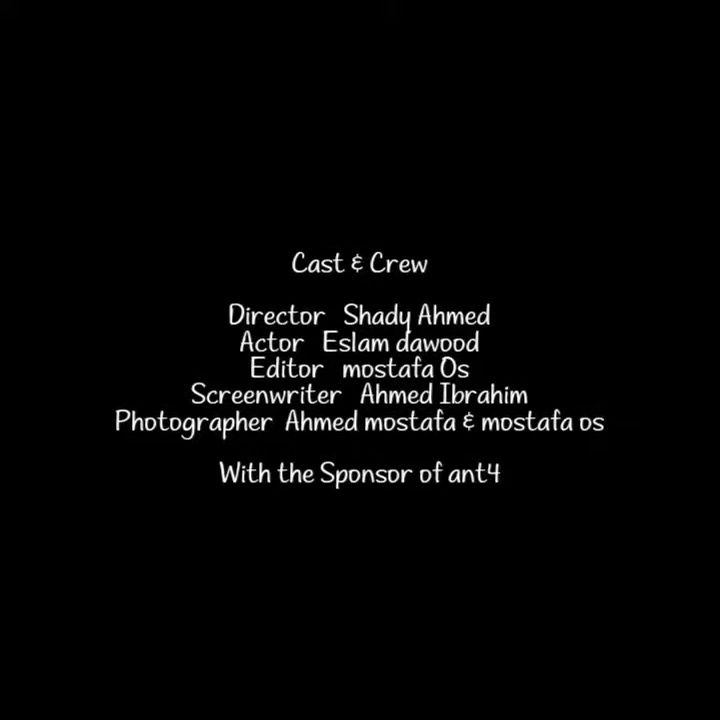 Cast & Crew
Director Shady Ahmed
Actor Eslam dawood
Editor mostafa Os
Screenwriter Ahmed Ibrahim
Photographer Ahmed mostafa & mostafa os
With the Sponsor of ant4